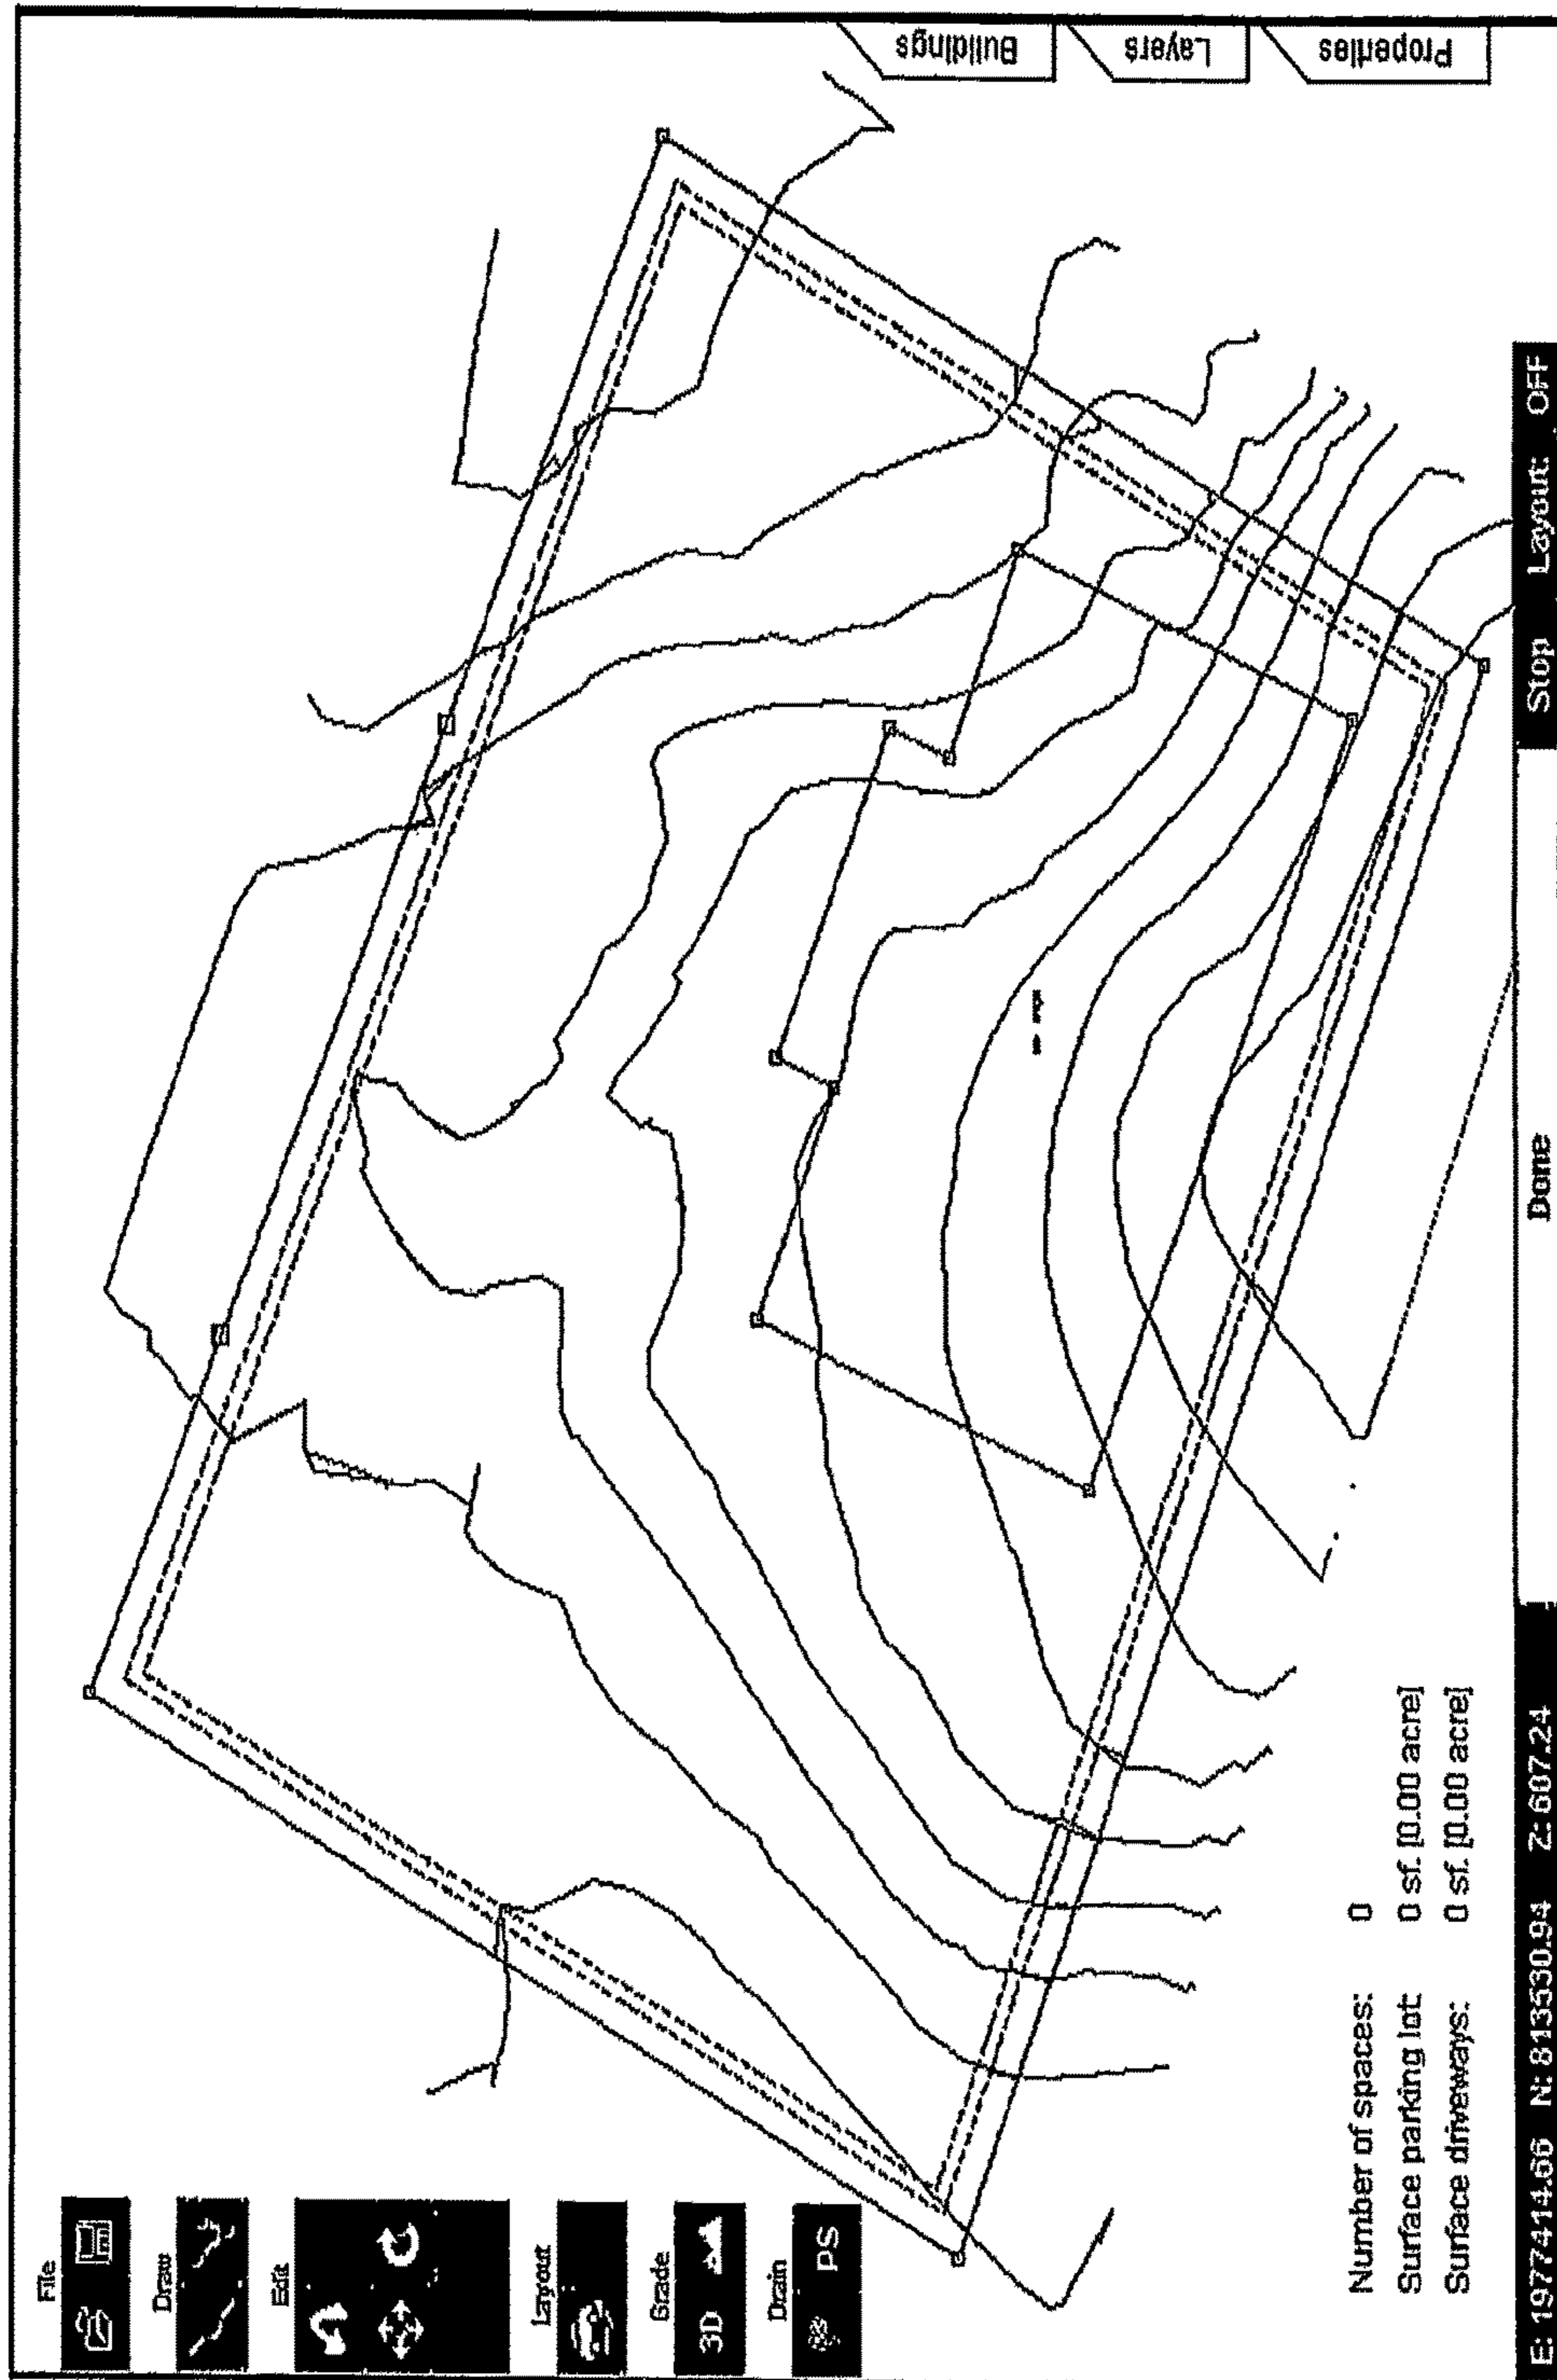 File
Draw
Edit
Layout
3D
Grade
PS
Drain
Buildings
Layers
Properties
Number of spaces: 0
Surface parking lot: 0 sf. [0.00 acre]
Surface driveways: 0 sf. [0.00 acre]
E: 1977414.66 N: 813530.94 Z: 607.24
Done
Stop Layout OFF